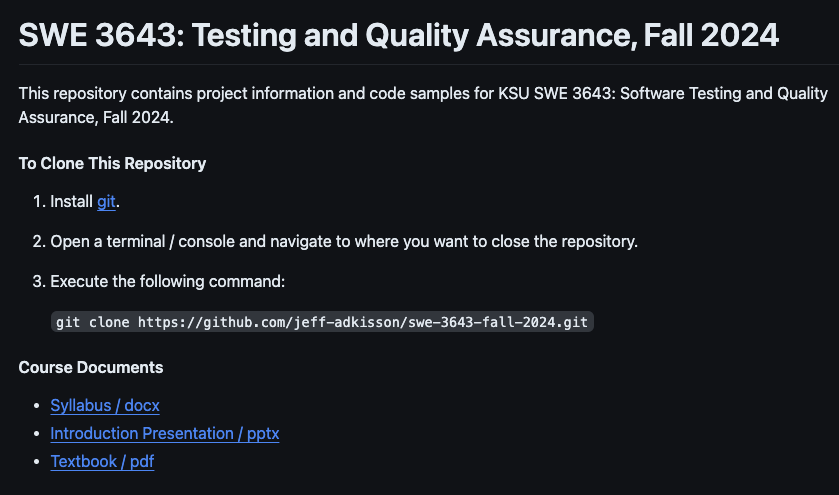 SWE 3643: Testing and Quality Assurance, Fall 2024
This repository contains project information and code samples for KSU SWE 3643: Software Testing and Quality
Assurance, Fall 2024.
To Clone This Repository
1. Install git.
2. Open a terminal / console and navigate to where you want to close the repository.
3. Execute the following command:
git clone https://github.com/jeff-adkisson/swe-3643-fall-2024.git
Course Documents
• Syllabus / docx
• Introduction Presentation / pptx
• Textbook / pdf